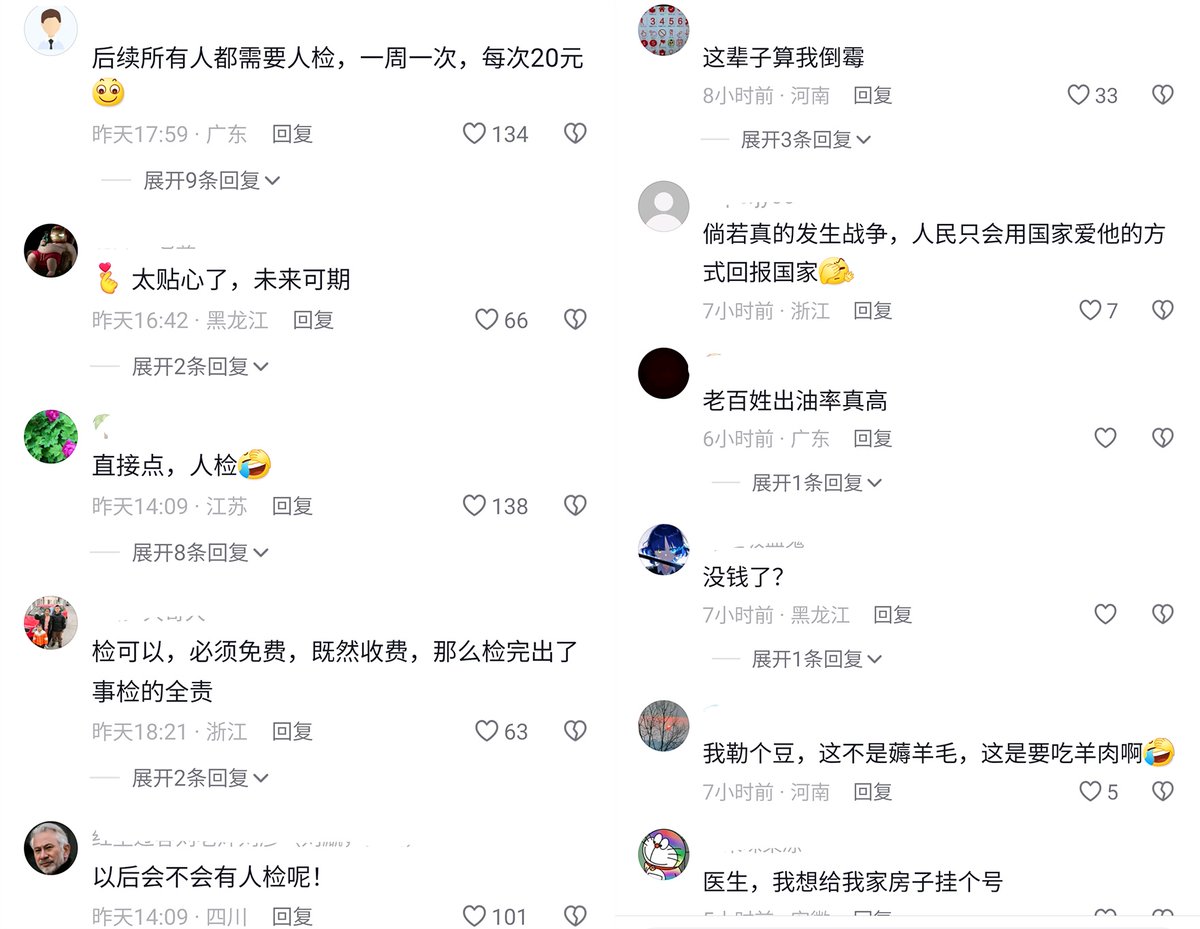 后续所有人都需要人检，一周一次，每次20元
昨天17:59 · 广东 回复 134
展开9条回复
太贴心了，未来可期
昨天16:42 · 黑龙江 回复 66
展开2条回复
直接点，人检
昨天14:09 · 江苏 回复 138
展开8条回复
检可以，必须免费，既然收费，那么检完出了
事检的全责
昨天18:21 · 浙江 回复 63
展开2条回复
以后会不会有人检呢！
昨天14:09 · 四川 回复 101
这辈子算我倒霉
8小时前 · 河南 回复 33
展开3条回复
倘若真的发生战争，人民只会用国家爱他的方
式回报国家
7小时前 · 浙江 回复 7
老百姓出油率真高
6小时前 · 广东 回复
展开1条回复
没钱了？
7小时前 · 黑龙江 回复
展开1条回复
我勒个豆，这不是薅羊毛，这是要吃羊肉啊
7小时前 · 河南 回复 5
医生，我想给我家房子挂个号